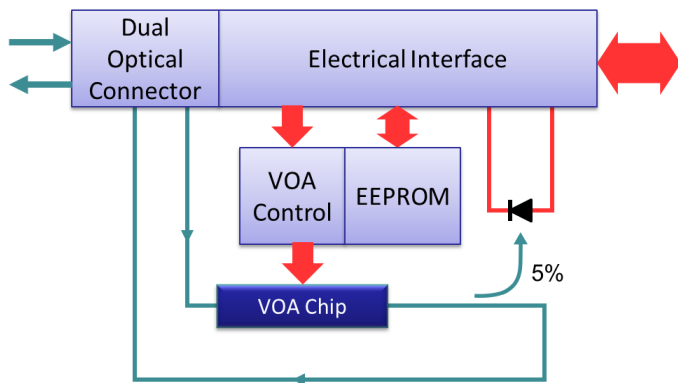 Dual
Optical
Connector
Electrical Interface
VOA
Control
EEPROM
5%
VOA Chip